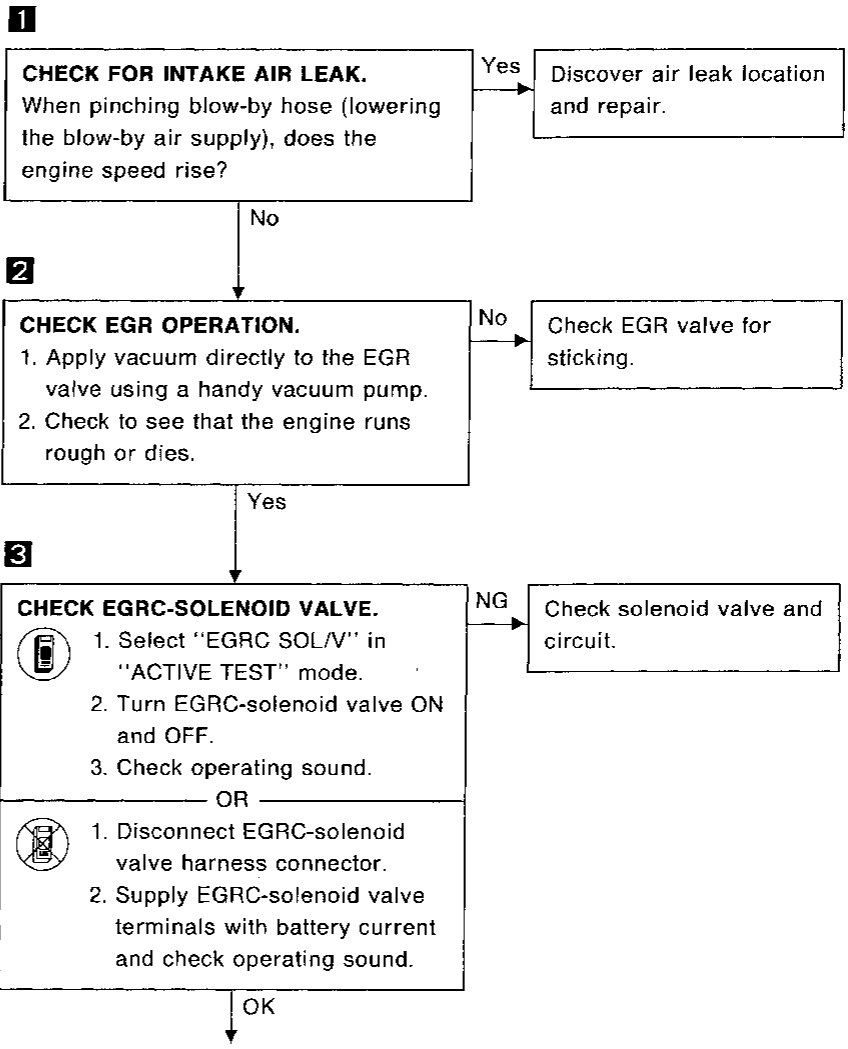 1
CHECK FOR INTAKE AIR LEAK.
When pinching blow-by hose (lowering
the blow-by air supply), does the
engine speed rise?
Yes
Discover air leak location
and repair.
No
2
CHECK EGR OPERATION.
1. Apply vacuum directly to the EGR
valve using a handy vacuum pump.
2. Check to see that the engine runs
rough or dies.
No
Check EGR valve for
sticking.
Yes
3
CHECK EGRC-SOLENOID VALVE.
1. Select "EGRC SOL/V" in
"ACTIVE TEST" mode.
2. Turn EGRC-solenoid valve ON
and OFF.
3. Check operating sound.
OR
1. Disconnect EGRC-solenoid
valve harness connector.
2. Supply EGRC-solenoid valve
terminals with battery current
and check operating sound.
NG
Check solenoid valve and
circuit.
OK